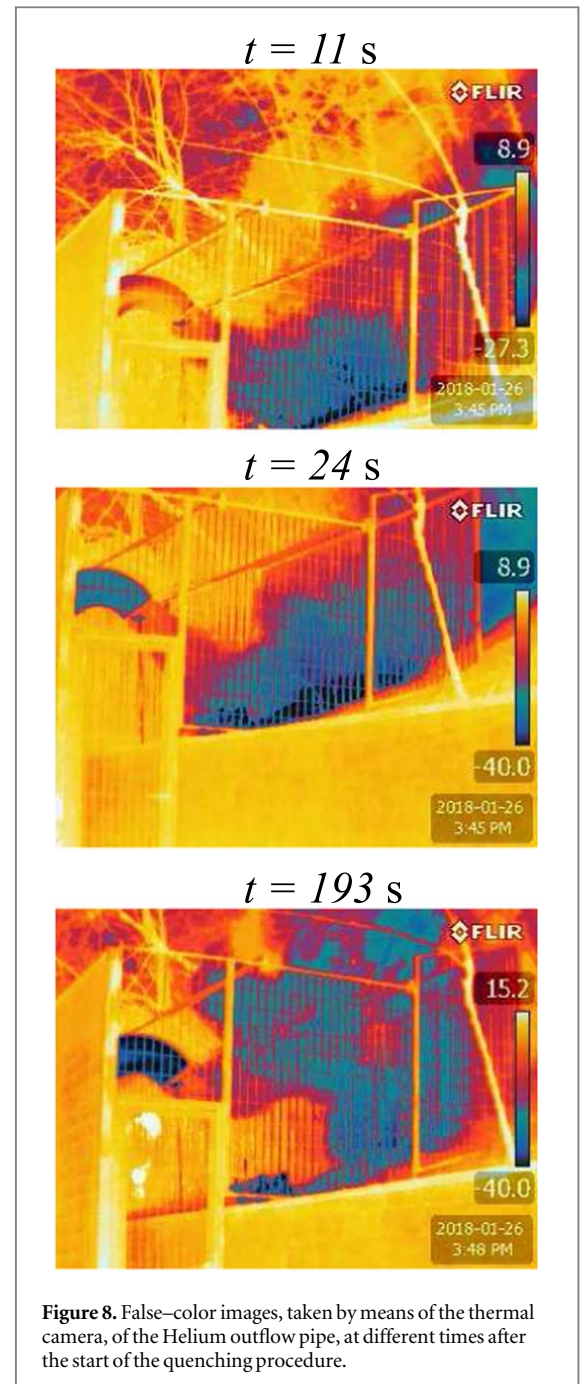 t = 11 s
FLIR
8.9
-27.3
2018-01-26
3:45 PM
t = 24 s
FLIR
8.9
-40.0
2018-01-26
3:45 PM
t = 193 s
FLIR
15.2
-40.0
2018-01-26
3:48 PM
Figure 8. False–color images, taken by means of the thermal
camera, of the Helium outflow pipe, at different times after
the start of the quenching procedure.